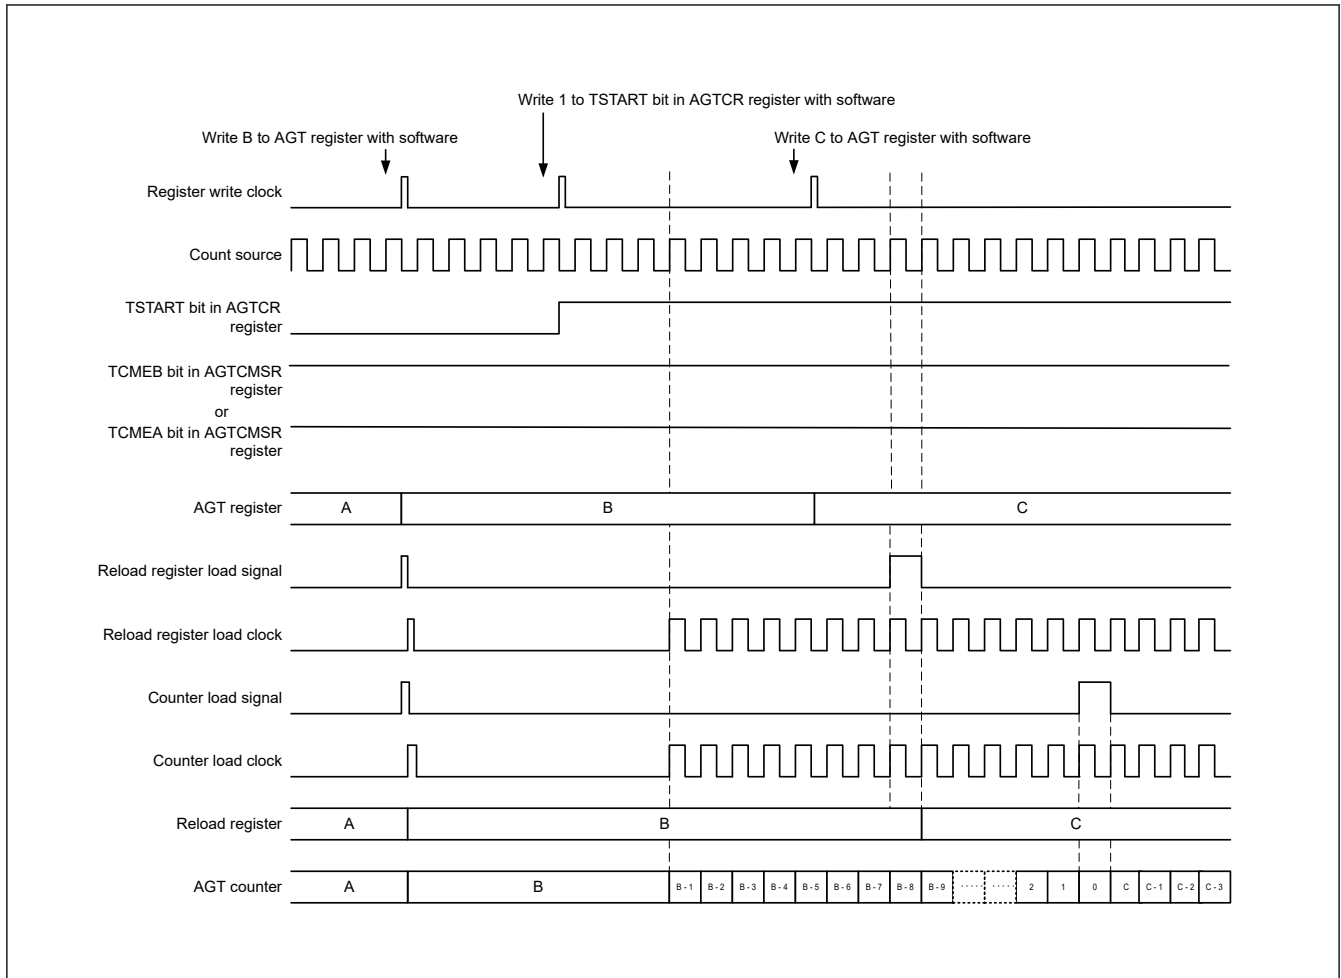 Write 1 to TSTART bit in AGTCR register with software
Write B to AGT register with software
Write C to AGT register with software
Register write clock
Count source
TSTART bit in AGTCR
register
TCMEB bit in AGTCMSR
register
or
TCMEA bit in AGTCMSR
register
AGT register
A
B
C
Reload register load signal
Reload register load clock
Counter load signal
Counter load clock
Reload register
A
B
C
AGT counter
A
B
B - 1
B - 2
B - 3
B - 4
B - 5
B - 6
B - 7
B - 8
B - 9
......
......
2
1
0
C
C - 1
C - 2
C - 3